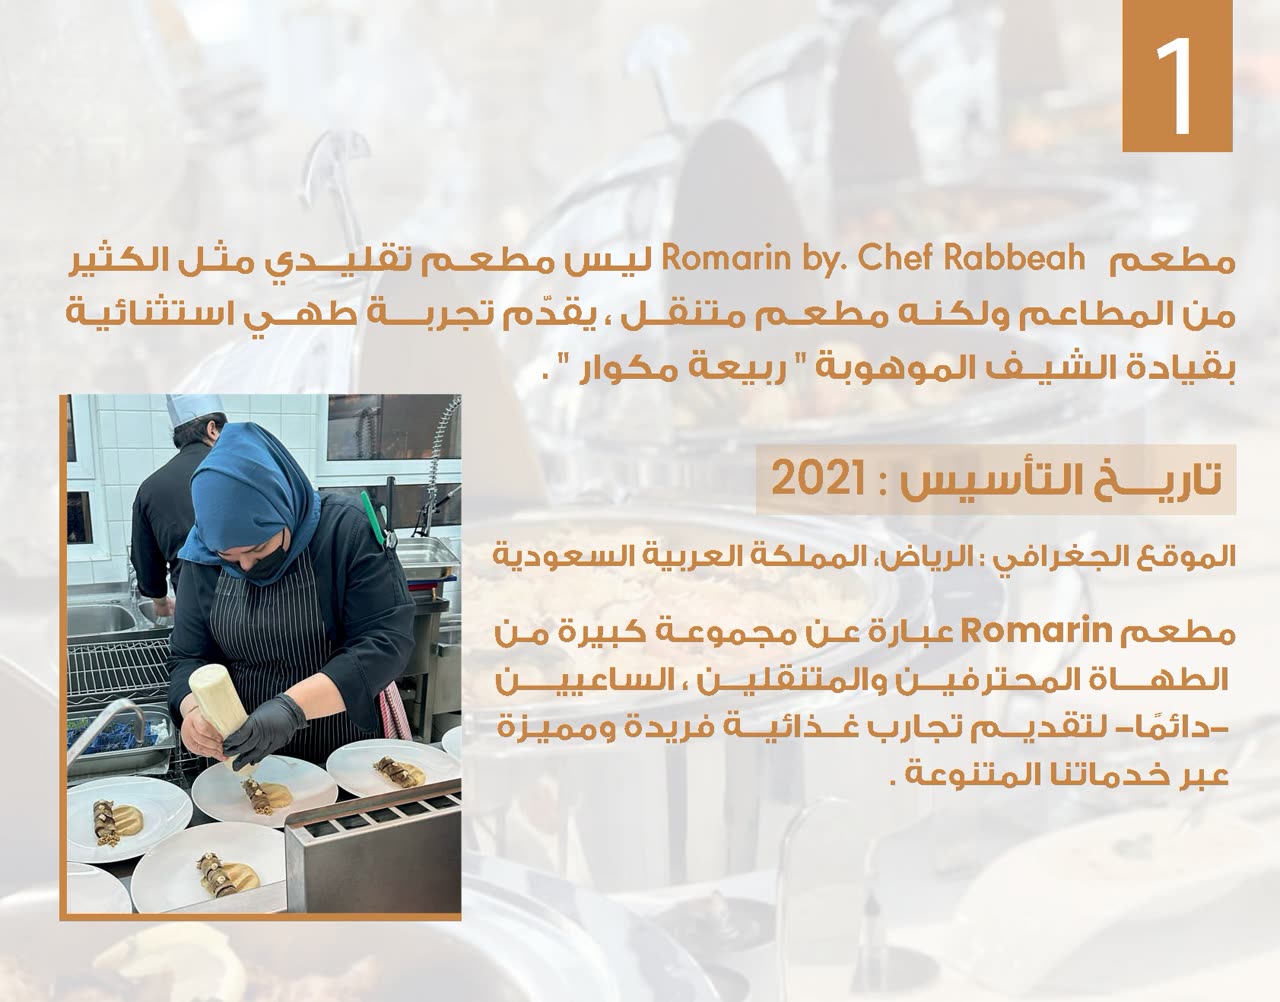 1
مطعم Romarin by. Chef Rabbeah ليس مطعم تقليدي مثل الكثير
من المطاعم ولكنه مطعم متنقل ، يقدّم تجربة طهي استثنائية
بقيادة الشيف الموهوبة " ربيعة مكوار " .
تاريخ التأسيس : 2021
الموقع الجغرافي : الرياض، المملكة العربية السعودية
مطعم Romarin عبارة عن مجموعة كبيرة من
الطهاة المحترفين والمتنقلين ، الساعيين
-دائمًا- لتقديم تجارب غذائية فريدة ومميزة
عبر خدماتنا المتنوعة .